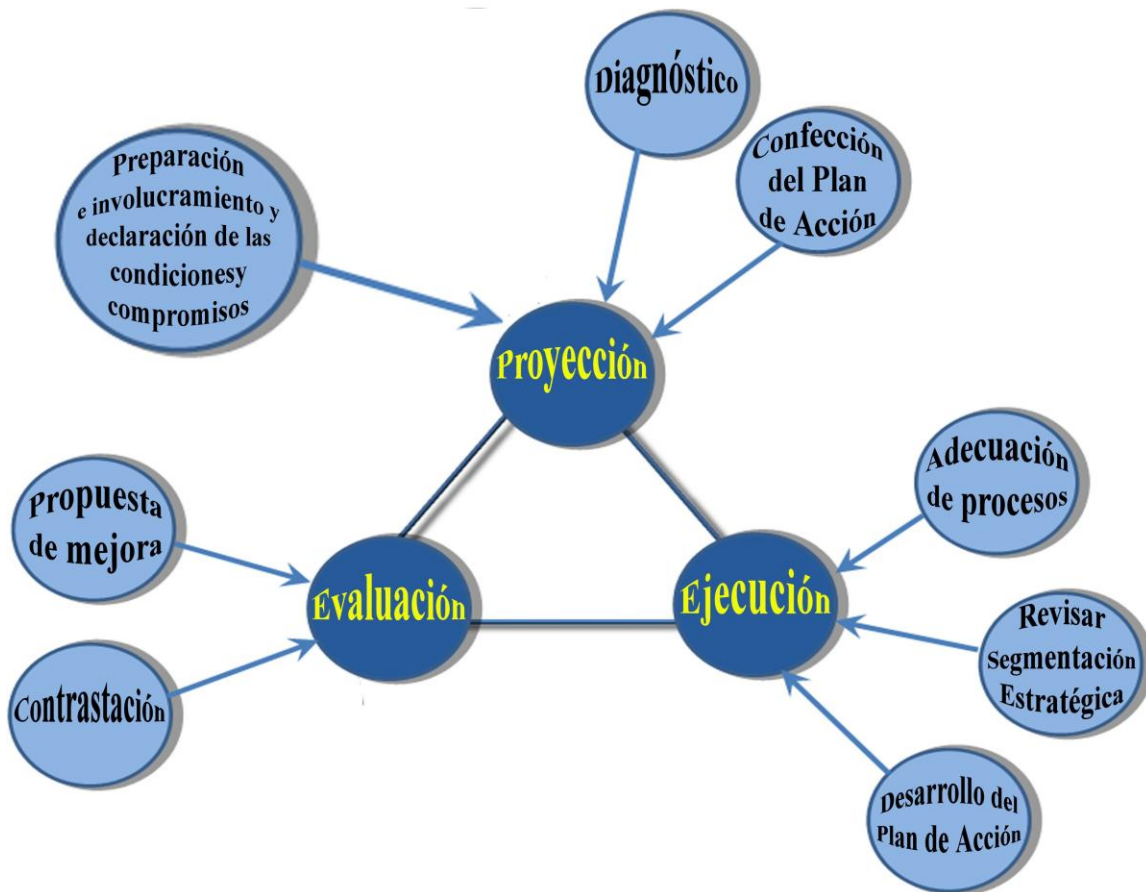 Diagnóstico
Confección
del Plan
de Acción
Preparación
e involucramiento y
declaración de las
condicionesy
compromisos
Proyección
Adecuación
de procesos
Propuesta
de mejora
Evaluación
Ejecución
Revisar
Segmentación
Estratégica
Contrastación
Desarrollo del
Plan de Acción